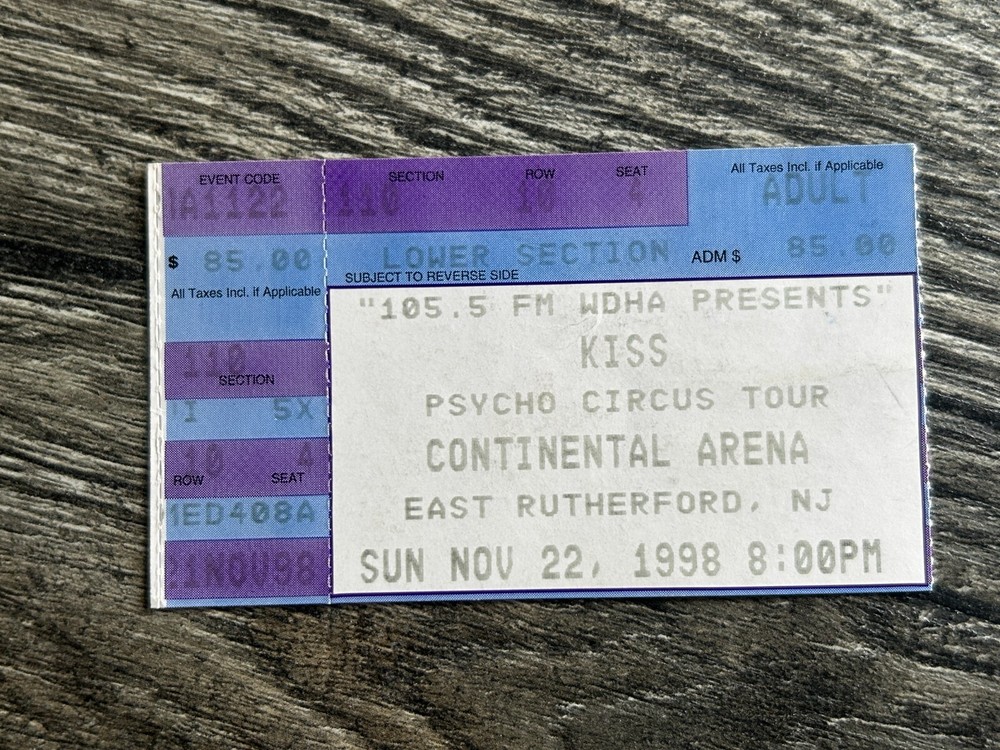 EVENT CODE
1A1122
$ 85.00
All Taxes Incl. if Applicable
110
SECTION
5X
10 4
ROW SEAT
1ED408A
21NOV98
SECTION ROW SEAT
110 10 4
All Taxes Incl. if Applicable
ADULT
LOWER SECTION ADM $ 85.00
SUBJECT TO REVERSE SIDE
"105.5 FM WDHA PRESENTS"
KISS
PSYCHO CIRCUS TOUR
CONTINENTAL ARENA
EAST RUTHERFORD, NJ
SUN NOV 22, 1998 8:00PM